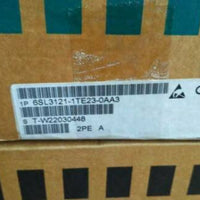 1P 6SL3121-1TE23-0AA3
S T-W22030448
2PE A